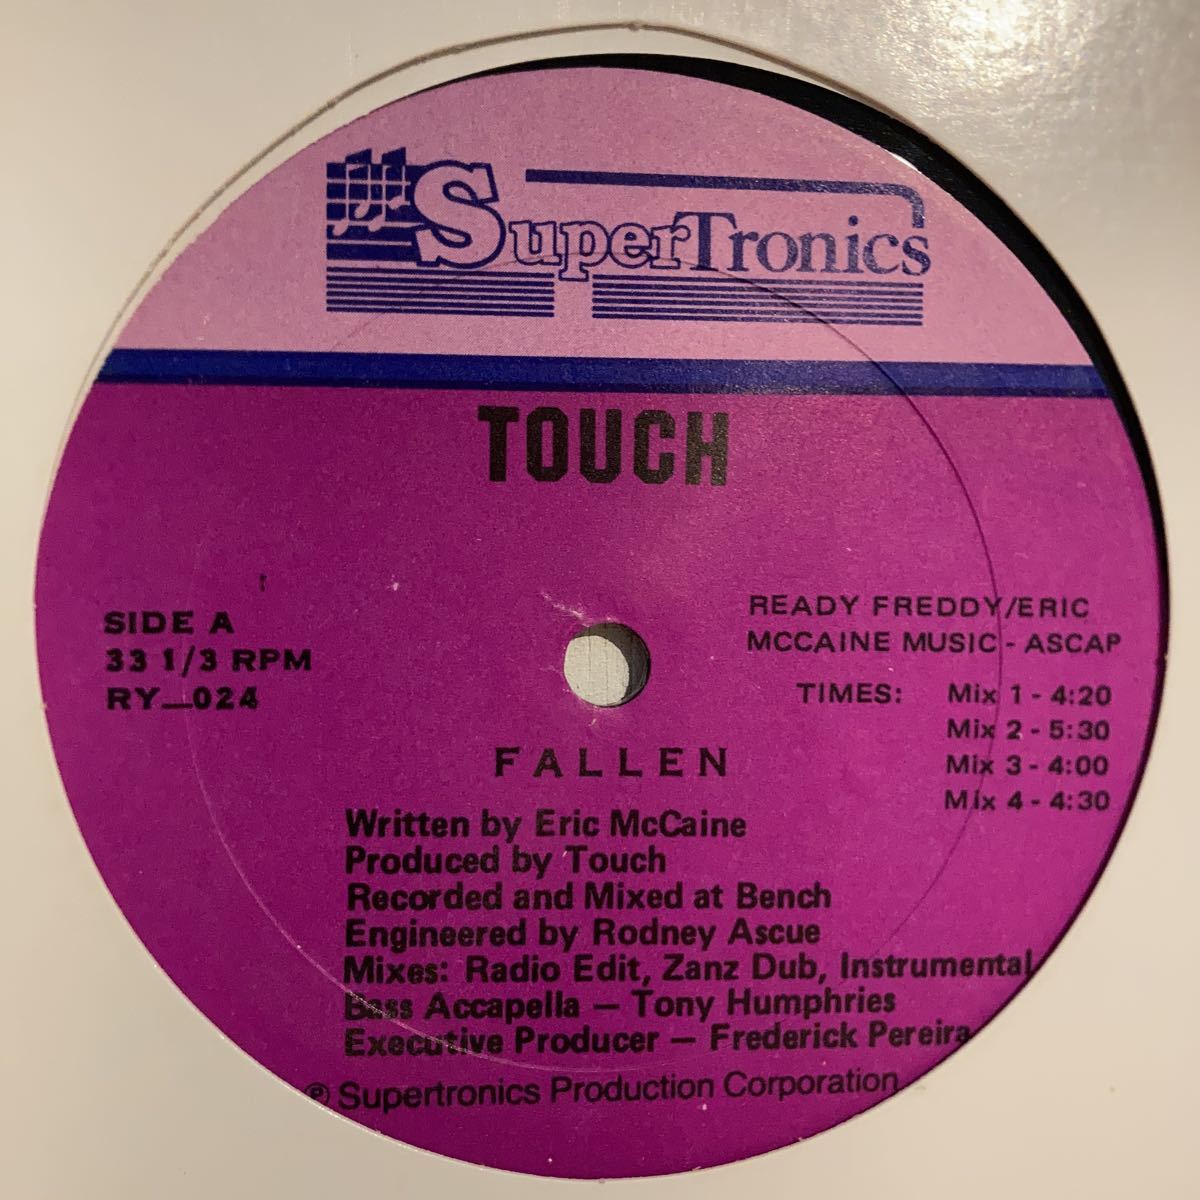 SuperTronics
TOUCH
SIDE A
33 1/3 RPM
RY_024
READY FREDDY/ERIC
MCCAINE MUSIC - ASCAP
TIMES: Mix 1 - 4:20
Mix 2 - 5:30
Mix 3 - 4:00
Mix 4 - 4:30
FALLEN
Written by Eric McCaine
Produced by Touch
Recorded and Mixed at Bench
Engineered by Rodney Ascue
Mixes: Radio Edit, Zanz Dub, Instrumental
Bass Accapella — Tony Humphries
Executive Producer — Frederick Pereira
℗ Supertronics Production Corporation